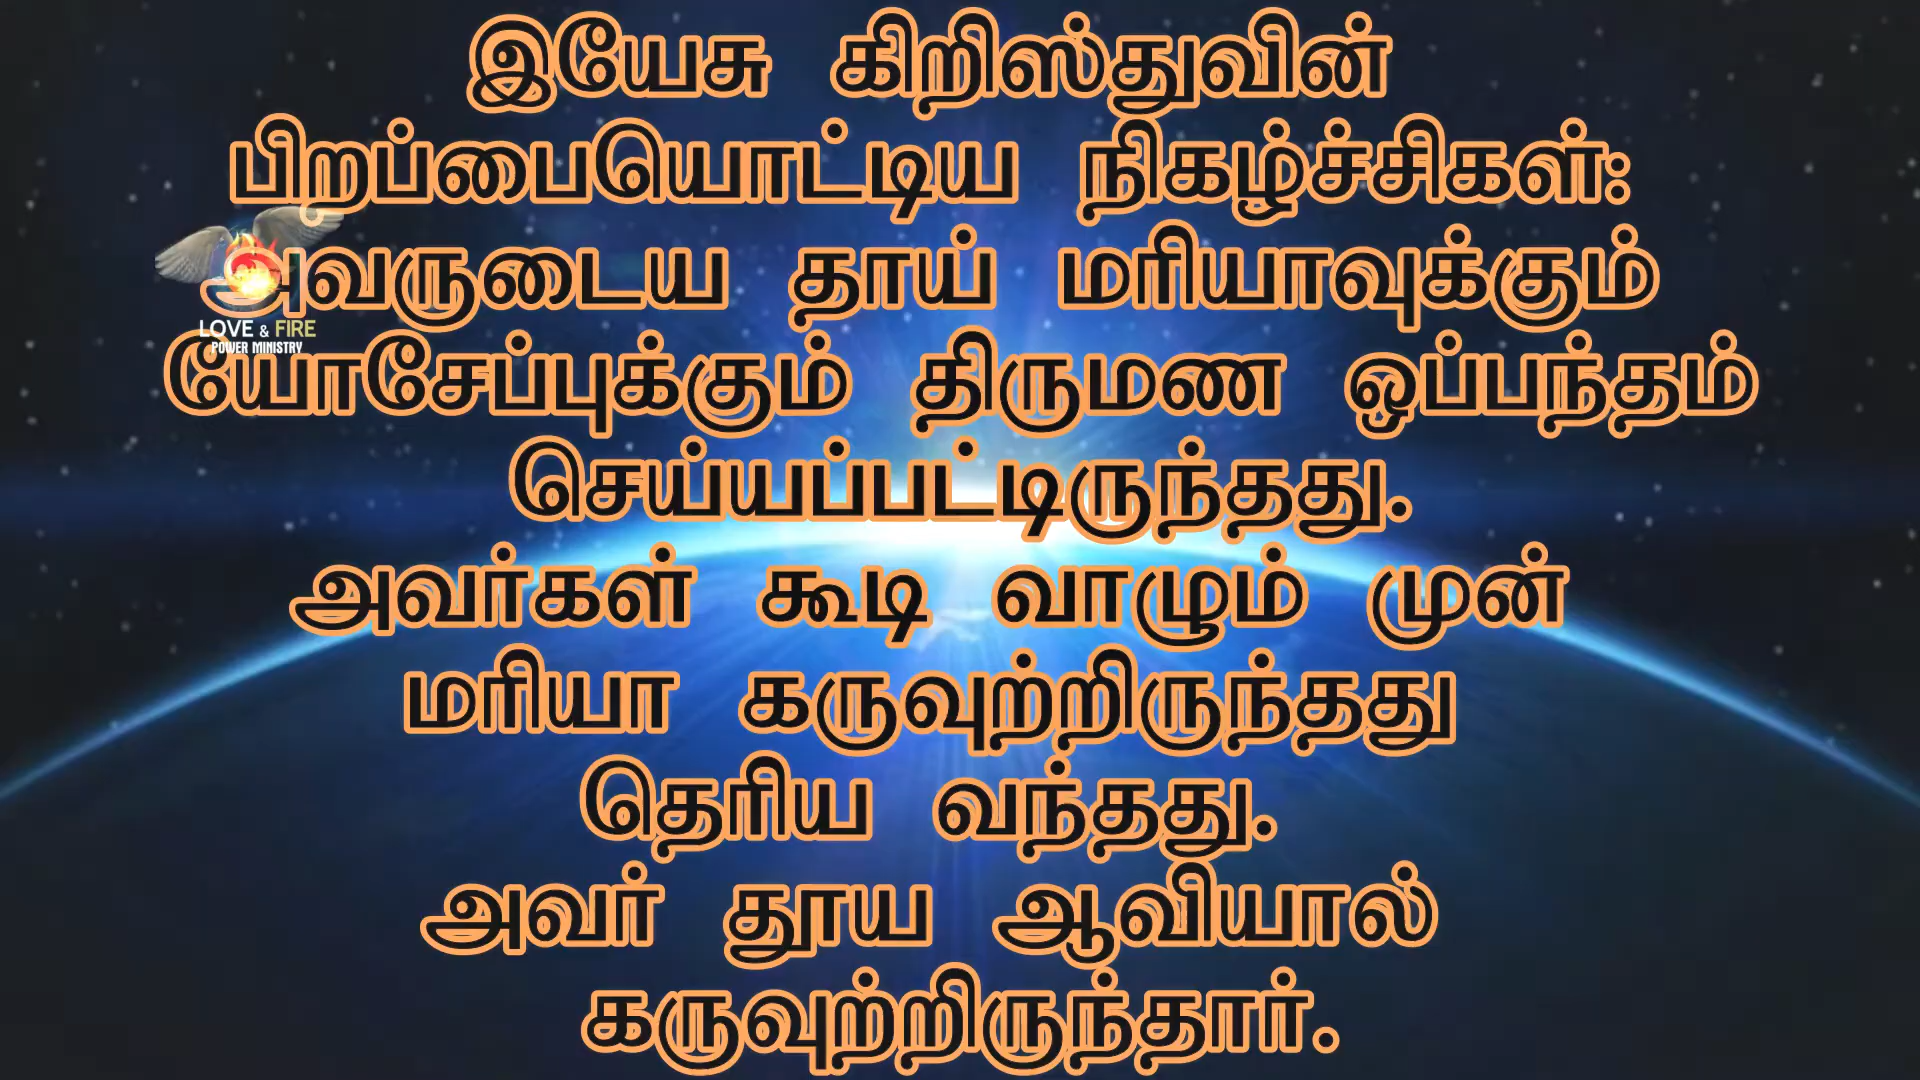 இயேசு கிறிஸ்துவின்
பிறப்பையொட்டிய நிகழ்ச்சிகள்:
அவருடைய தாய் மரியாவுக்கும்
LOVE & FIRE
POWER MINISTRY
யோசேப்புக்கும் திருமண ஒப்பந்தம்
செய்யப்பட்டிருந்தது.
அவர்கள் கூடி வாழும் முன்
மரியா கருவுற்றிருந்தது
தெரிய வந்தது.
அவர் தூய ஆவியால்
கருவுற்றிருந்தார்.